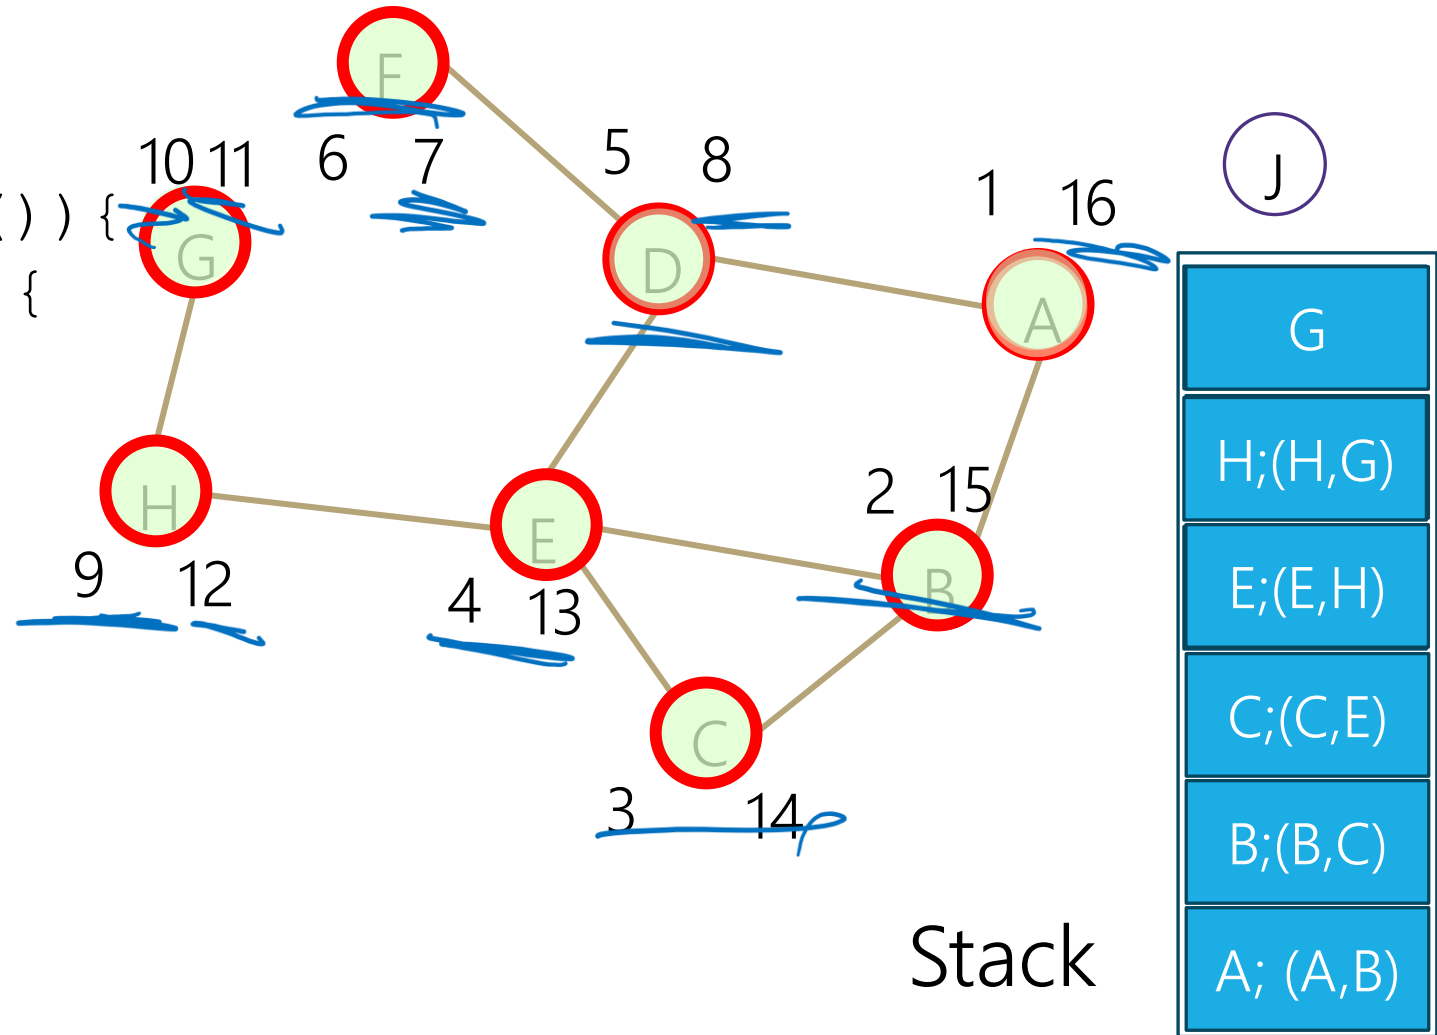 F
6 7
5 8
10 11
1 16
J
( ) ) {
G
D
{
A
G
H;(H,G)
2 15
H
E
B
9 12
4 13
E;(E,H)
C
C;(C,E)
3 14
B;(B,C)
Stack
A; (A,B)